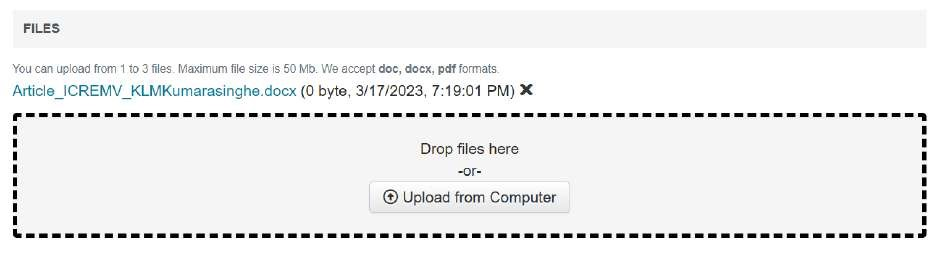 FILES
You can upload from 1 to 3 files. Maximum file size is 50 Mb. We accept doc, docx, pdf formats.
Article_ICREMV_KLMKumarasinghe.docx (0 byte, 3/17/2023, 7:19:01 PM) ✖
Drop files here
-or-
Upload from Computer